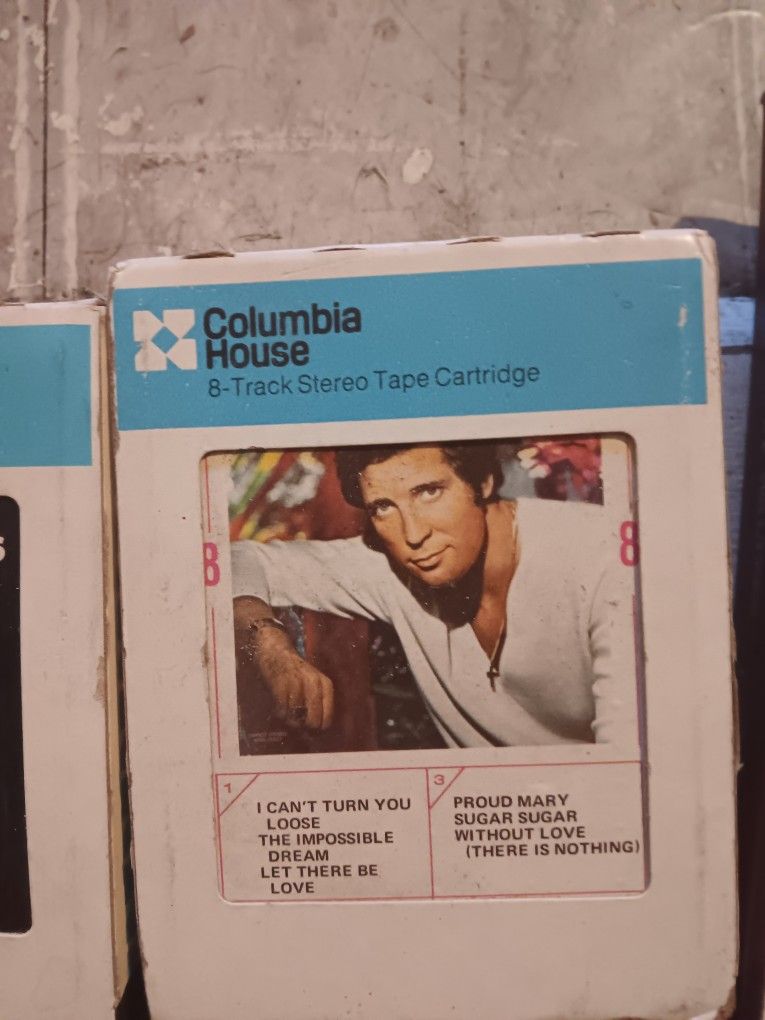 Columbia
House
8-Track Stereo Tape Cartridge
S
8
8
1
I CAN'T TURN YOU
LOOSE
THE IMPOSSIBLE
DREAM
LET THERE BE
LOVE
3
PROUD MARY
SUGAR SUGAR
WITHOUT LOVE
(THERE IS NOTHING)